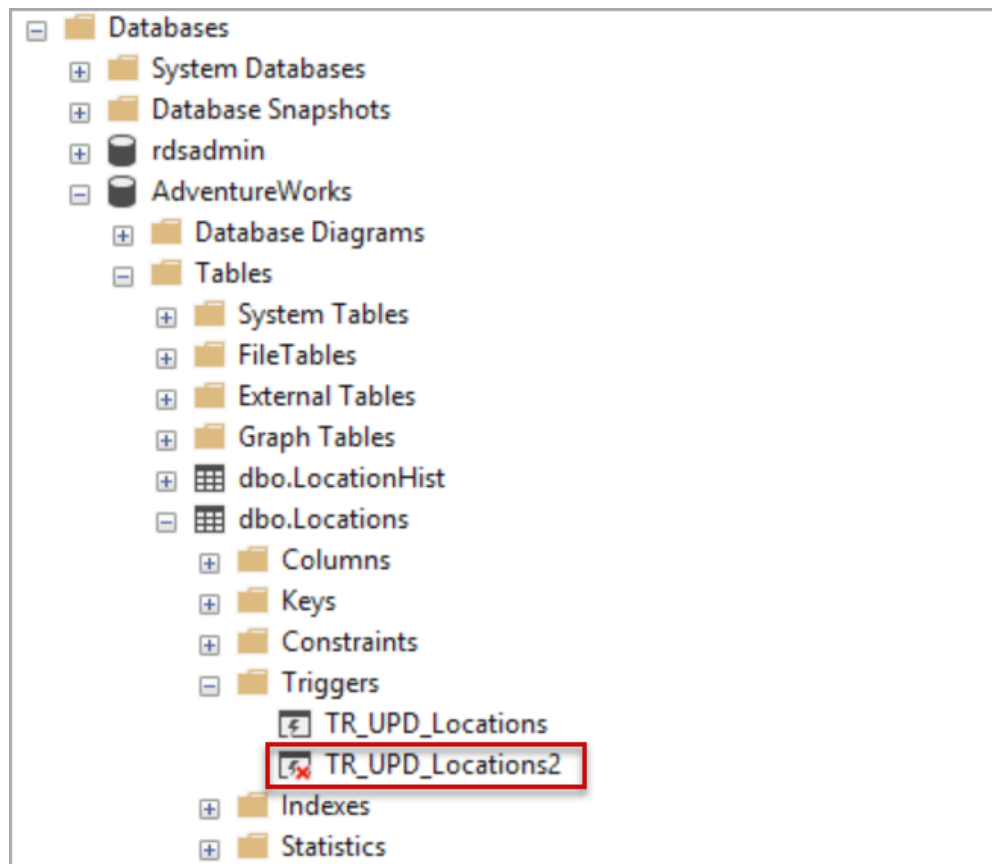 Databases
System Databases
Database Snapshots
rdsadmin
AdventureWorks
Database Diagrams
Tables
System Tables
FileTables
External Tables
Graph Tables
dbo.LocationHist
dbo.Locations
Columns
Keys
Constraints
Triggers
TR_UPD_Locations
TR_UPD_Locations2
Indexes
Statistics